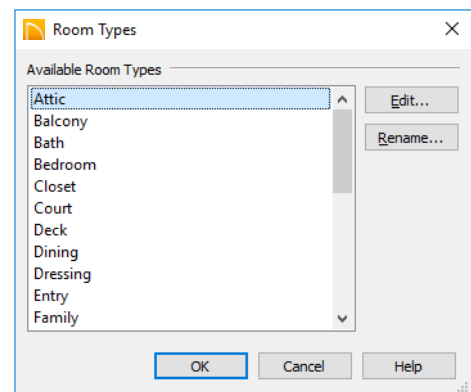 Room Types
Available Room Types
Attic
Balcony
Bath
Bedroom
Closet
Court
Deck
Dining
Dressing
Entry
Family
Edit...
Rename...
OK
Cancel
Help